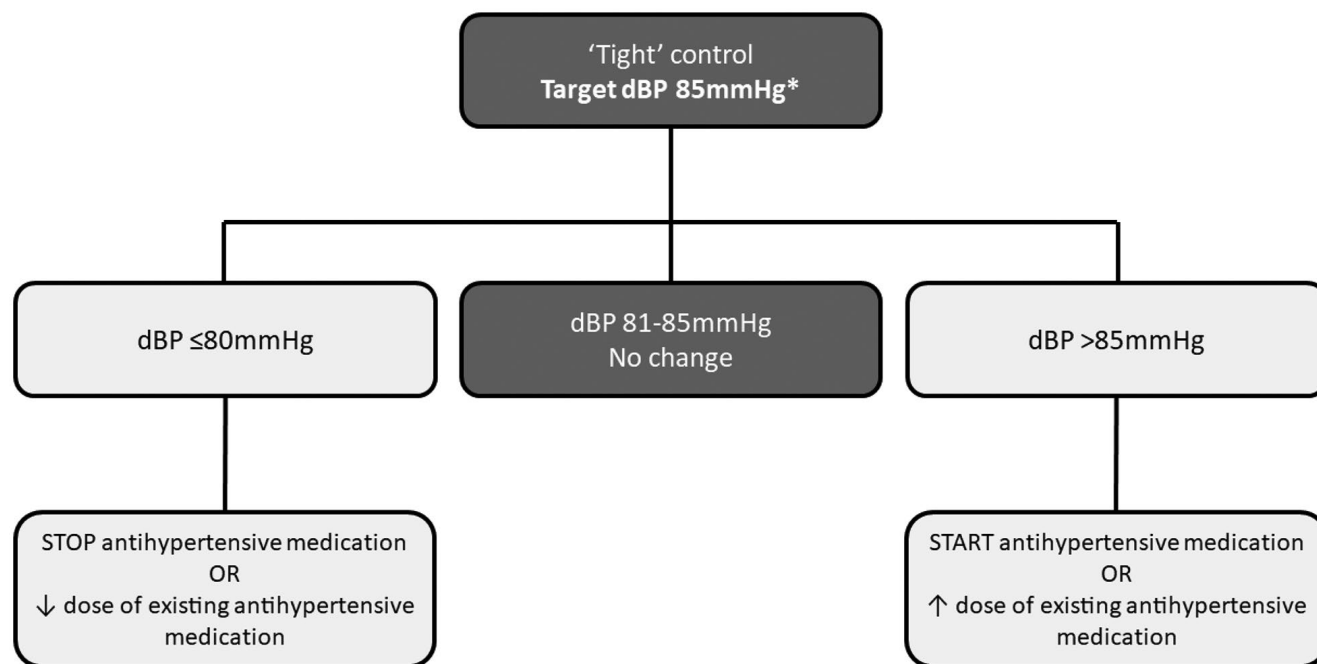 ‘Tight’ control
Target dBP 85mmHg*
dBP ≤80mmHg
dBP 81-85mmHg
No change
dBP >85mmHg
STOP antihypertensive medication
OR
↓ dose of existing antihypertensive
medication
START antihypertensive medication
OR
↑ dose of existing antihypertensive
medication